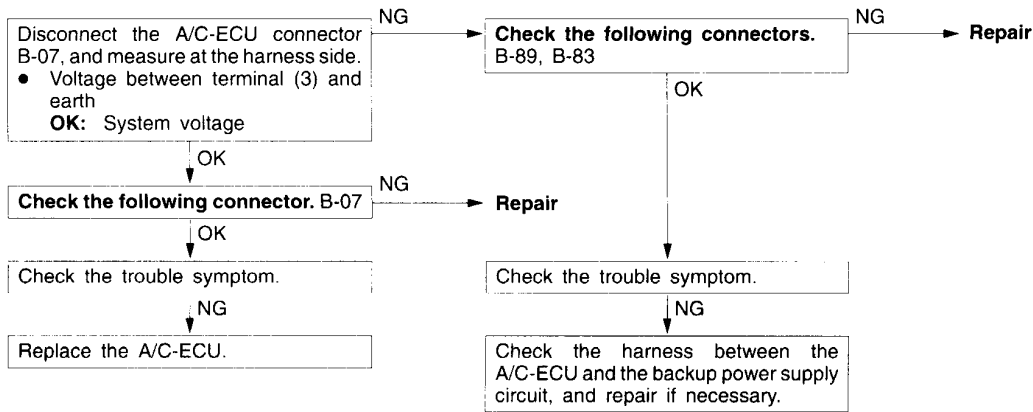 Disconnect the A/C-ECU connector
B-07, and measure at the harness side.
● Voltage between terminal (3) and
earth
OK: System voltage
NG
Check the following connectors.
B-89, B-83
NG
Repair
OK
OK
Check the following connector. B-07
NG
Repair
OK
Check the trouble symptom.
Check the trouble symptom.
NG
NG
Replace the A/C-ECU.
Check the harness between the
A/C-ECU and the backup power supply
circuit, and repair if necessary.